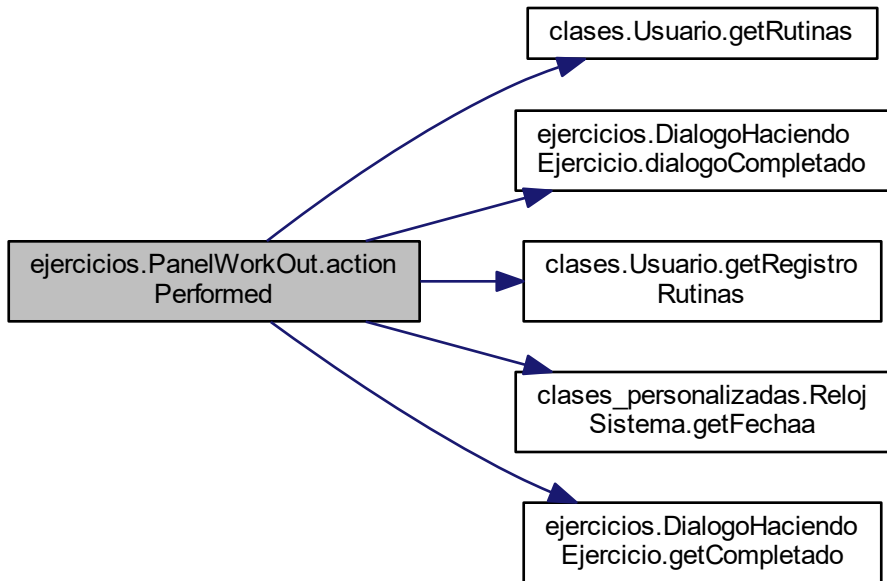 clases.Usuario.getRutinas
ejercicios.DialogoHaciendo
Ejercicio.dialogoCompletado
ejercicios.PanelWorkOut.action
Performed
clases.Usuario.getRegistro
Rutinas
clases_personalizadas.Reloj
Sistema.getFechaa
ejercicios.DialogoHaciendo
Ejercicio.getCompletado